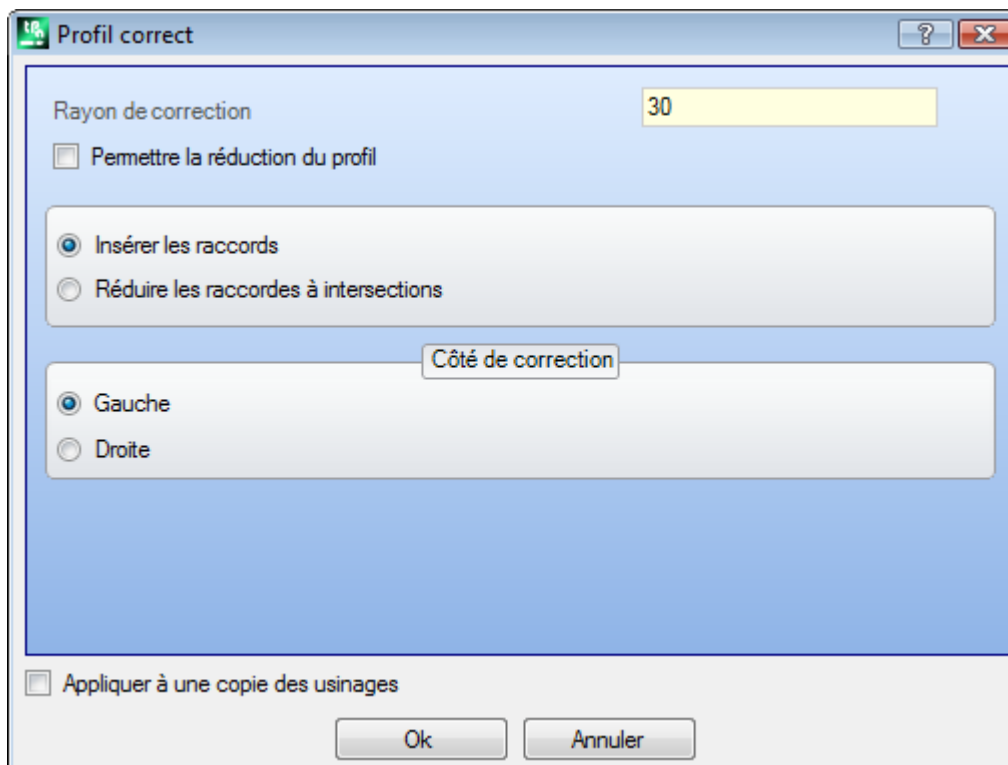 Profil correct
Rayon de correction 30
Permettre la réduction du profil
Insérer les raccords
Réduire les raccordes à intersections
Côté de correction
Gauche
Droite
Appliquer à une copie des usinages
Ok Annuler